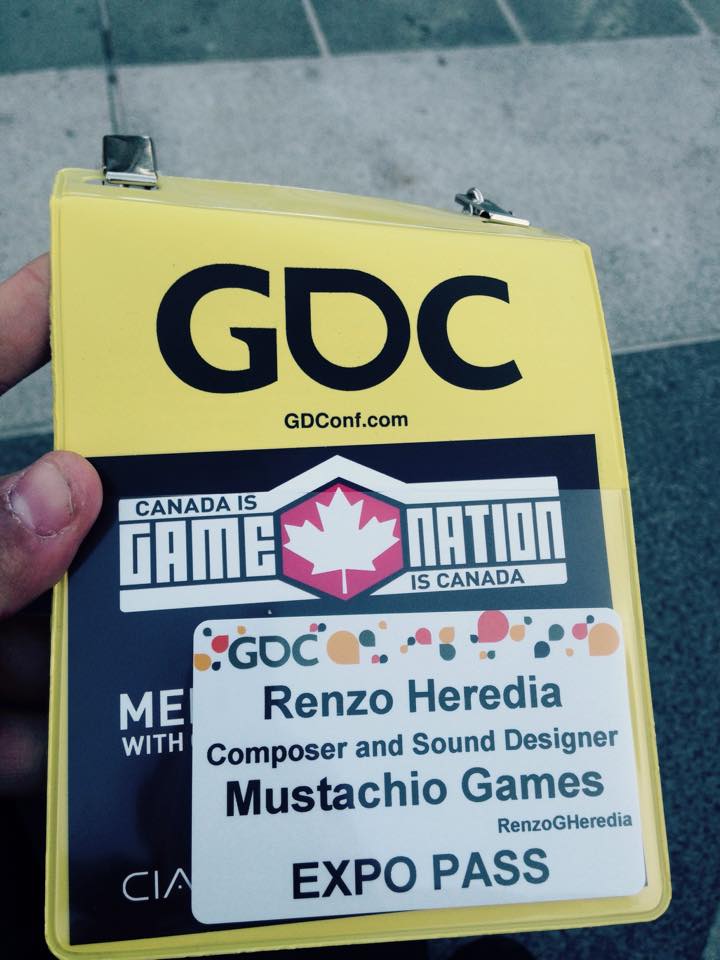 GDC
GDConf.com
CANADA IS
GAME NATION
IS CANADA
GDC
Renzo Heredia
Composer and Sound Designer
Mustachio Games
RenzoGHeredia
EXPO PASS
WITH